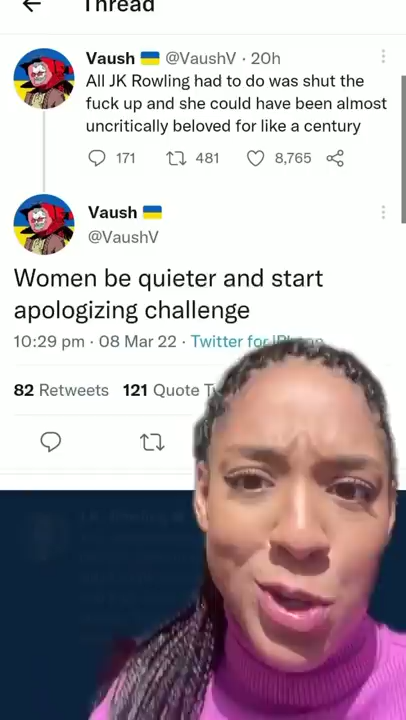 Thread
Vaush 🇺🇦 @VaushV · 20h
All JK Rowling had to do was shut the
fuck up and she could have been almost
uncritically beloved for like a century
171 481 8,765
Vaush 🇺🇦
@VaushV
Women be quieter and start
apologizing challenge
10:29 pm · 08 Mar 22 · Twitter for iPhone
82 Retweets 121 Quote